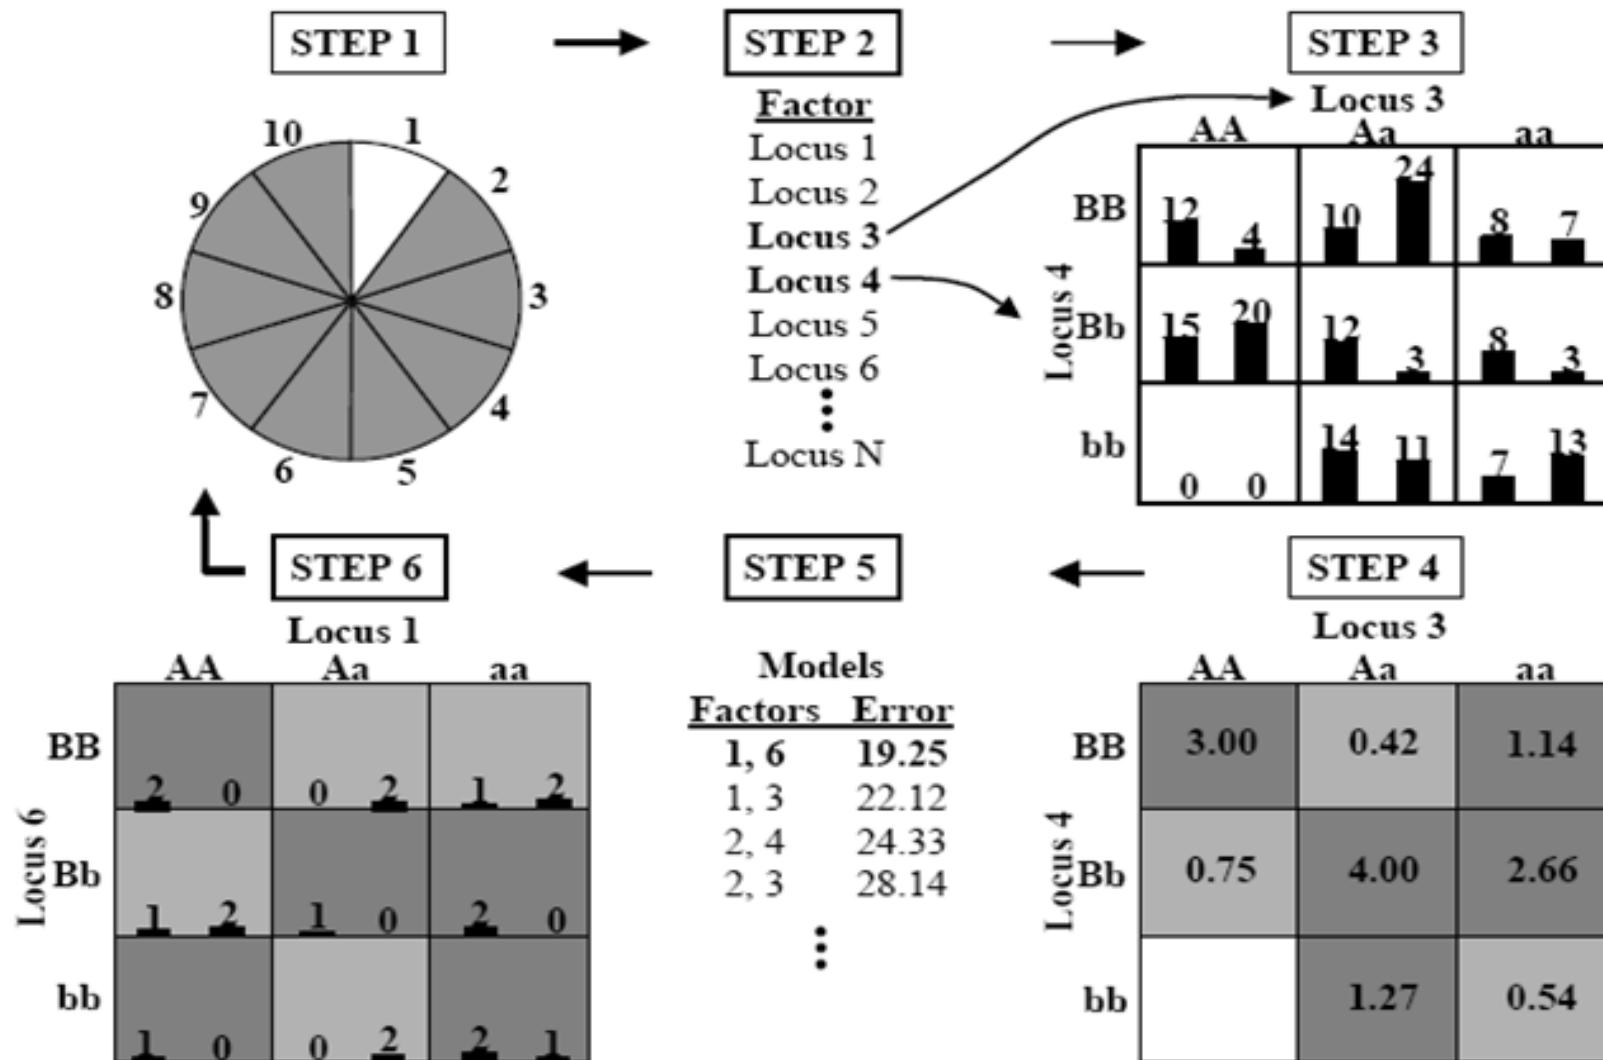 STEP 1
STEP 2
STEP 3
10 1
9 2
8 3
7 4
6 5
Factor
Locus 1
Locus 2
Locus 3
Locus 4
Locus 5
Locus 6
Locus N
Locus 3
AA Aa aa
Locus 4
BB 12 4 10 24 8 7
Bb 15 20 12 3 8 3
bb 0 0 14 11 7 13
STEP 6
STEP 5
STEP 4
Locus 1
AA Aa aa
Locus 6
BB 2 0 0 2 1 2
Bb 1 2 1 0 2 0
bb 1 0 0 2 2 1
Models
Factors Error
1, 6 19.25
1, 3 22.12
2, 4 24.33
2, 3 28.14
Locus 3
AA Aa aa
Locus 4
BB 3.00 0.42 1.14
Bb 0.75 4.00 2.66
bb 1.27 0.54